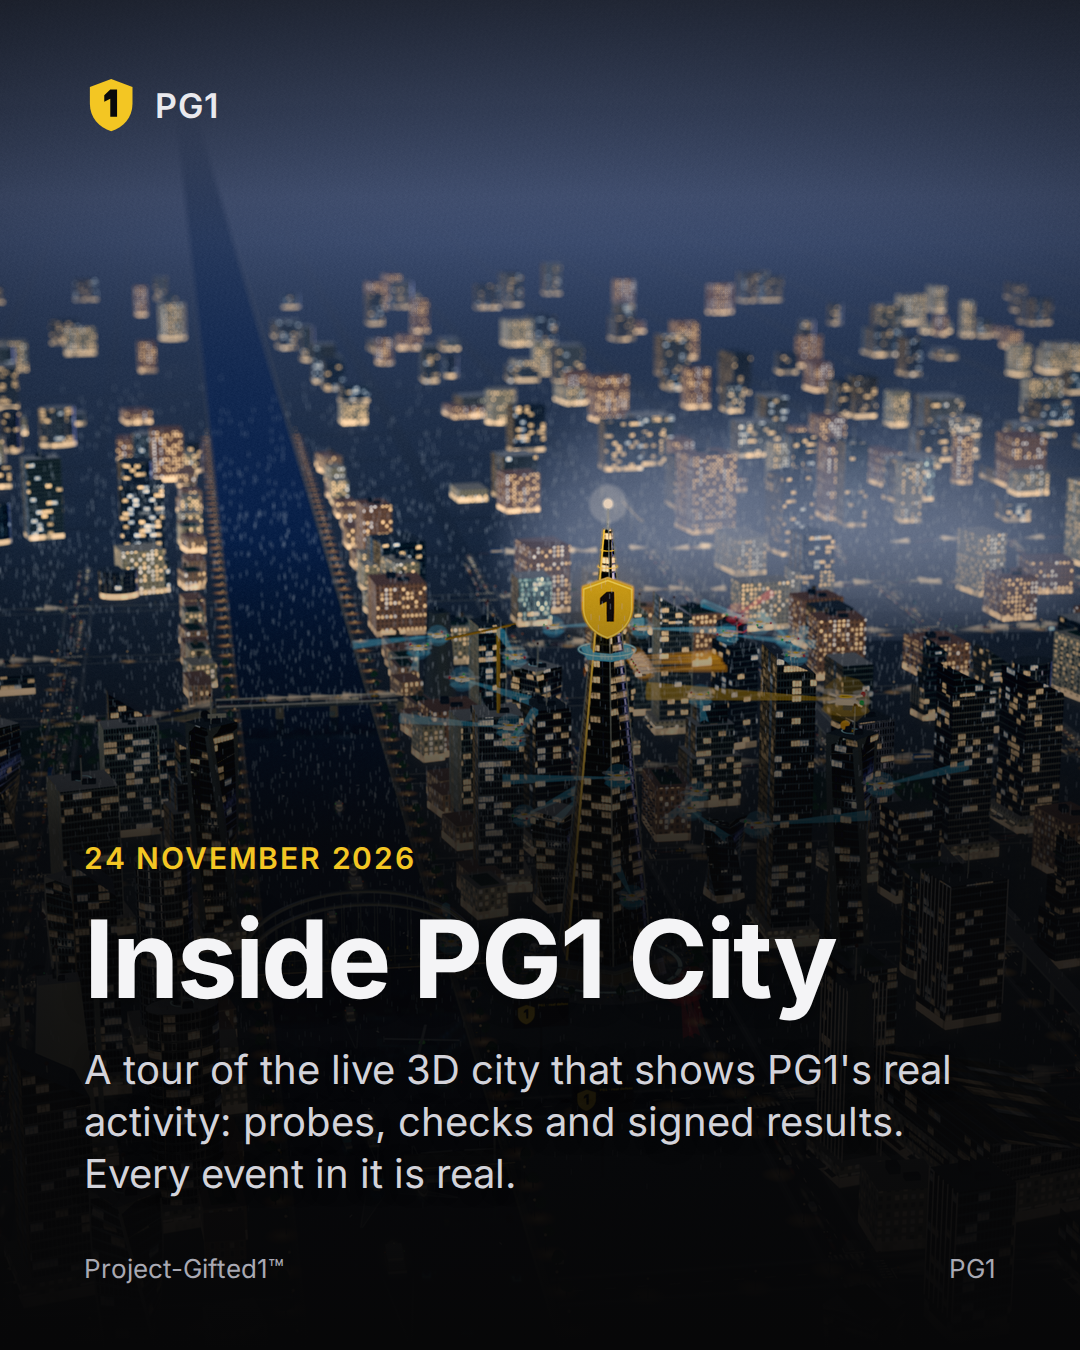 1 PG1
1
24 NOVEMBER 2026
Inside PG1 City
A tour of the live 3D city that shows PG1's real
activity: probes, checks and signed results.
Every event in it is real.
Project-Gifted1™ PG1